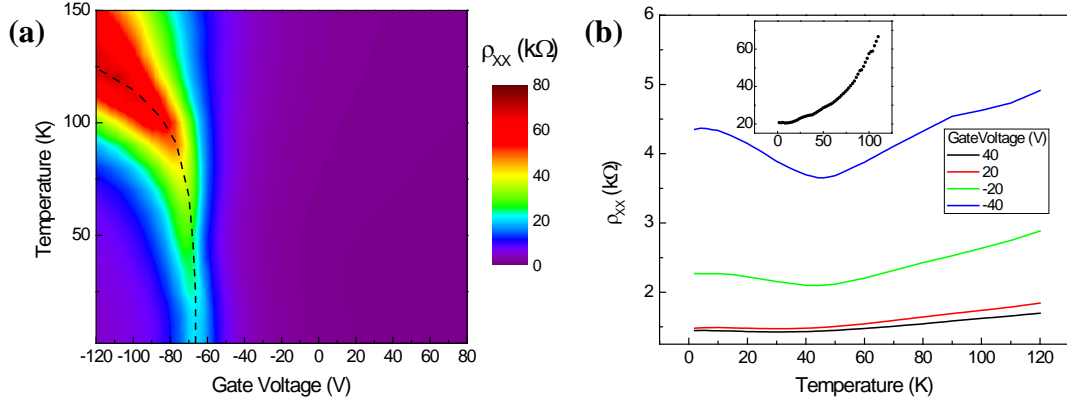 (a)
150
100
50
Temperature (K)
-120 -100 -80 -60 -40 -20 0 20 40 60 80
Gate Voltage (V)
ρXX (kΩ)
80
60
40
20
0
(b)
6
5
4
3
2
ρXX (kΩ)
60
40
20
0 50 100
GateVoltage (V)
40
20
-20
-40
0 20 40 60 80 100 120
Temperature (K)